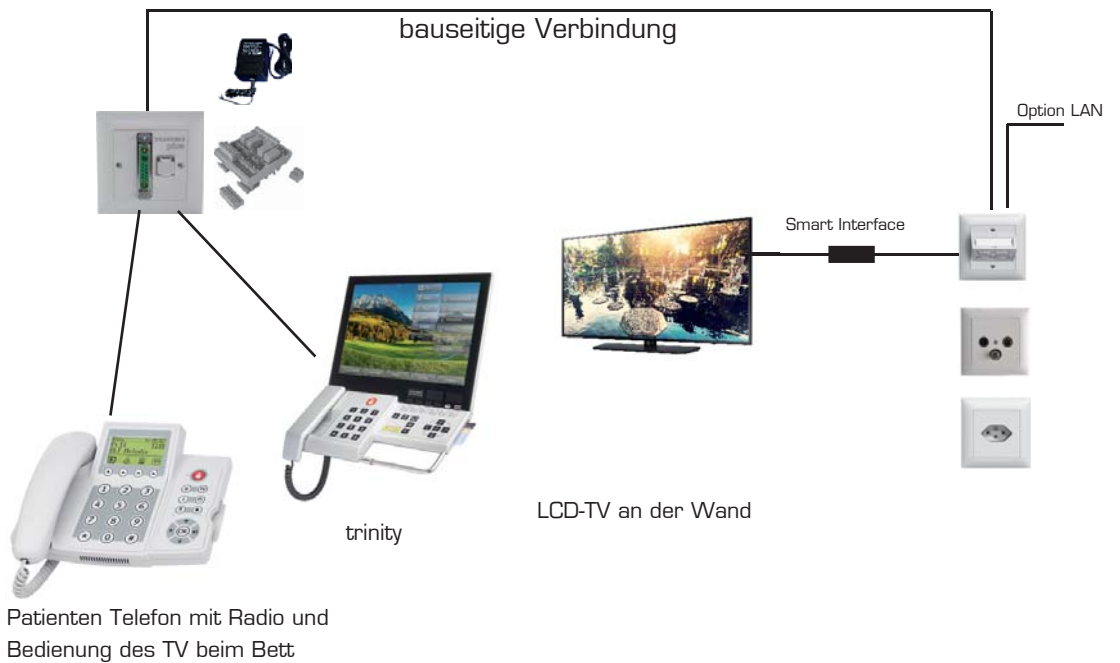 bauseitige Verbindung
Option LAN
plus
Smart Interface
LCD-TV an der Wand
trinity
Patienten Telefon mit Radio und
Bedienung des TV beim Bett